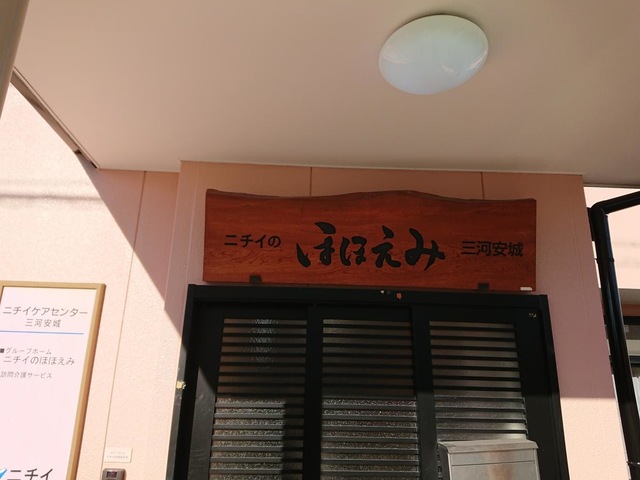 ニチイの ほほえみ 三河安城
ニチイケアセンター
三河安城
■グループホーム
ニチイのほほえみ
訪問介護サービス
ニチイ